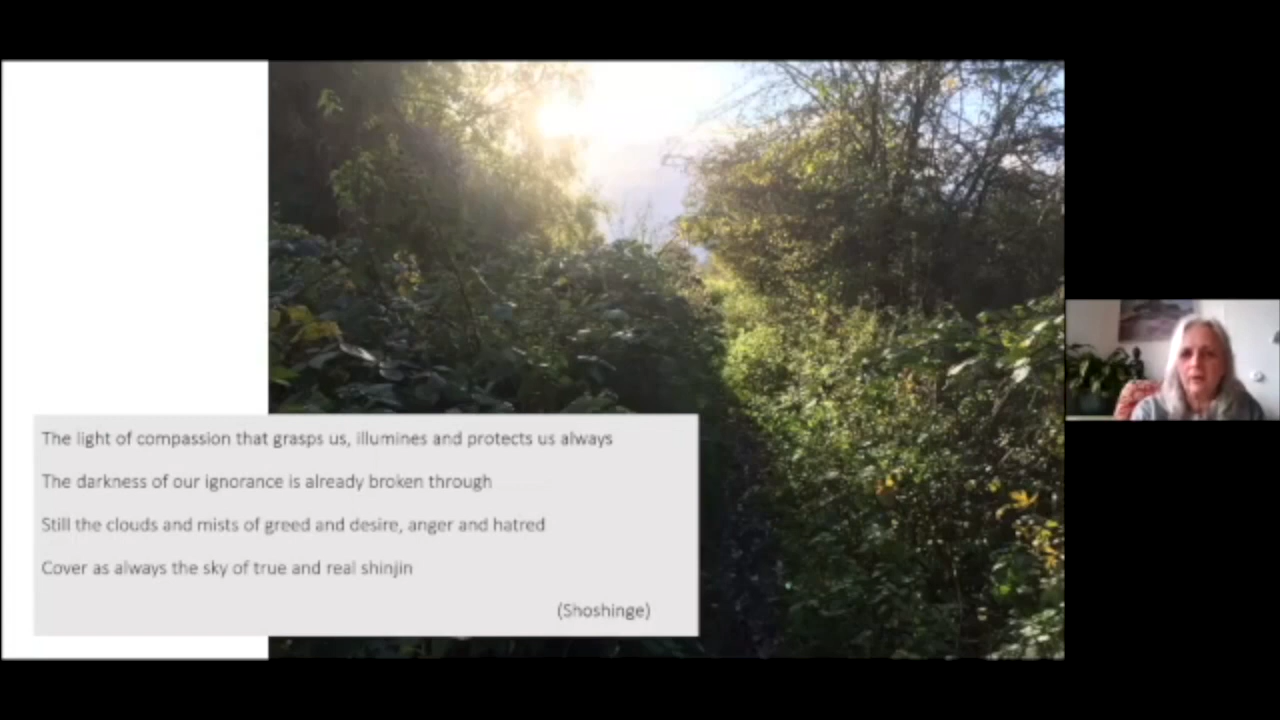 The light of compassion that grasps us, illumines and protects us always
The darkness of our ignorance is already broken through
Still the clouds and mists of greed and desire, anger and hatred
Cover as always the sky of true and real shinjin
(Shoshinge)